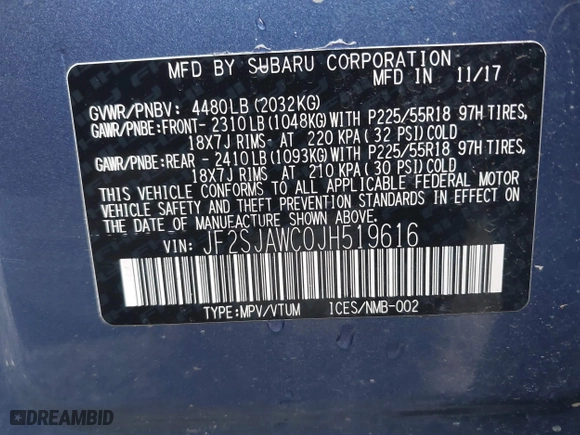 MFD BY SUBARU CORPORATION
MFD IN 11/17
GVWR/PNBV: 4480LB (2032KG)
GAWR/PNBE:FRONT- 2310LB (1048KG) WITH P225/55R18 97H TIRES,
18X7J RIMS- AT 220 KPA ( 32 PSI) COLD
GAWR/PNBE:REAR - 2410LB (1093KG) WITH P225/55R18 97H TIRES,
18X7J RIMS - AT 210 KPA ( 30 PSI) COLD
THIS VEHICLE CONFORMS TO ALL APPLICABLE FEDERAL MOTOR
VEHICLE SAFETY AND THEFT PREVENTION STANDARDS IN EFFECT ON
THE DATE OF MANUFACTURE SHOWN ABOVE.
VIN: JF2SJAWC0JH519616
TYPE:MPV/VTUM ICES/NMB-002
DREAMBID